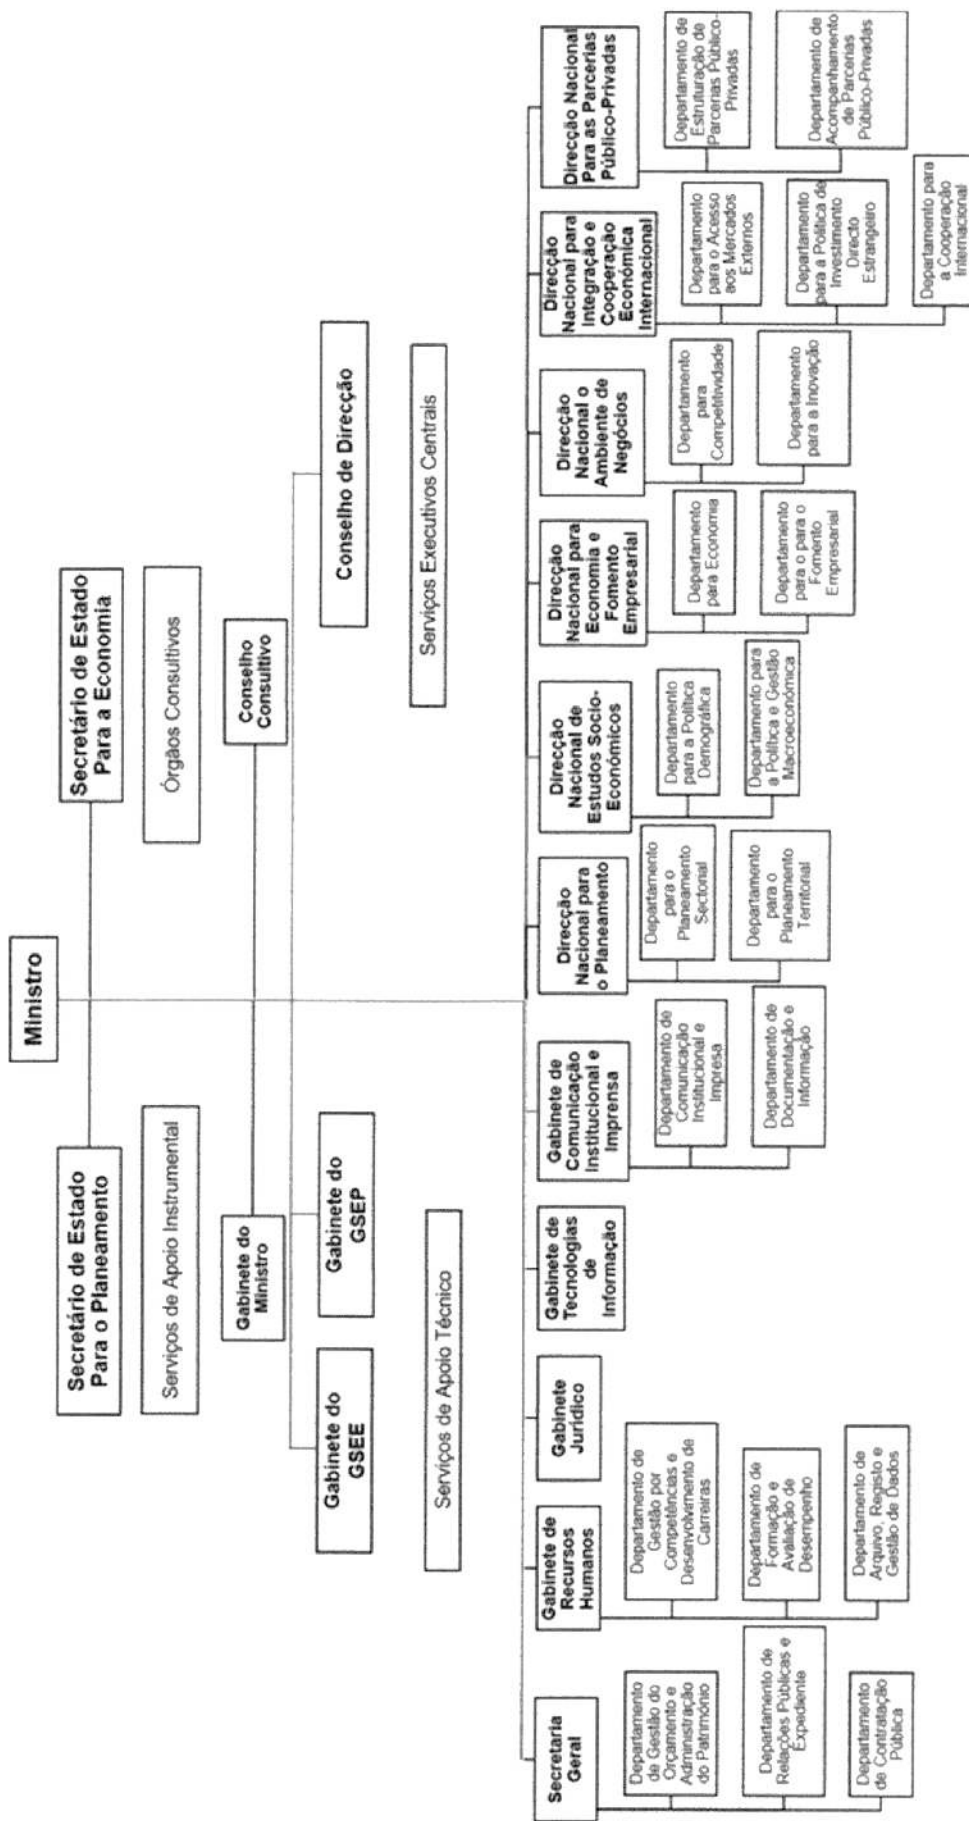 Ministro
Secretário de Estado
Para o Planeamento
Secretário de Estado
Para a Economia
Serviços de Apoio Instrumental
Órgãos Consultivos
Gabinete do
Ministro
Conselho
Consultivo
Gabinete do
GSEE
Gabinete do
GSEP
Conselho de Direcção
Serviços de Apoio Técnico
Serviços Executivos Centrais
Secretaria
Geral
Departamento
de Gestão do
Orçamento e
Administração
do Património
Departamento de
Relações Públicas e
Expediente
Departamento
de Contratação
Pública
Gabinete de
Recursos
Humanos
Departamento de
Gestão por
Competências e
Desenvolvimento de
Carreiras
Departamento de
Formação e
Avaliação de
Desempenho
Departamento de
Arquivo, Registo e
Gestão de Dados
Gabinete
Jurídico
Gabinete de
Tecnologias
de
Informação
Gabinete de
Comunicação
Institucional e
Imprensa
Departamento de
Comunicação
Institucional e
Impresa
Departamento de
Documentação e
Informação
Direcção
Nacional para
o Planeamento
Departamento
para o
Planeamento
Sectorial
Departamento
para o
Planeamento
Territorial
Direcção
Nacional de
Estudos Socio-
Económicos
Departamento
para a Política
Demográfica
Departamento para
a Política e Gestão
Macroeconómica
Direcção
Nacional para
Economia e
Fomento
Empresarial
Departamento
para Economia
Departamento
para o para o
Fomento
Empresarial
Direcção
Nacional o
Ambiente de
Negócios
Departamento
para
Competitividade
Departamento
para a Inovação
Direcção
Nacional para
Integração e
Cooperação
Económica
Internacional
Departamento
para o Acesso
aos Mercados
Externos
Departamento
para a Política de
Investimento
Directo
Estrangeiro
Departamento para
a Cooperação
Internacional
Direcção Nacional
Para as Parcerias
Público-Privadas
Departamento de
Estruturação de
Parcerias Público-
Privadas
Departamento de
Acompanhamento
de Parcerias
Público-Privadas